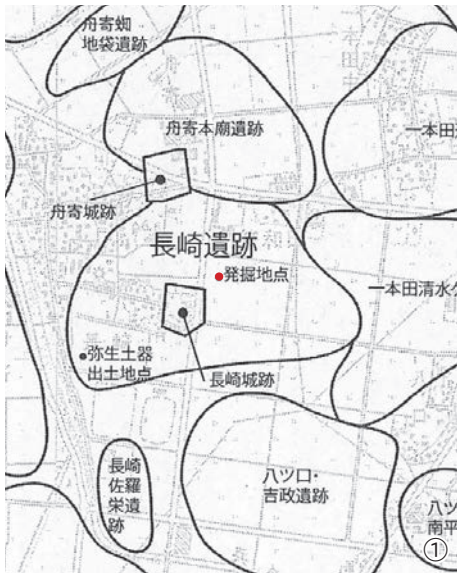 舟寄蜘
地袋遺跡
舟寄本廟遺跡
一本田
舟寄城跡
長崎遺跡
発掘地点
一本田清水
弥生土器
出土地点
長崎城跡
長崎
佐羅
栄遺
跡
八ツ口・
吉政遺跡
八ツ
南平
①